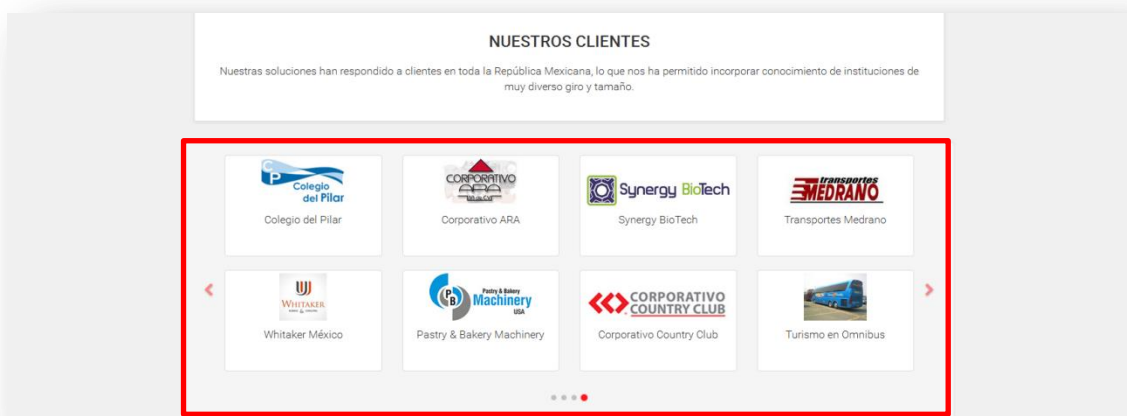 NUESTROS CLIENTES
Nuestras soluciones han respondido a clientes en toda la República Mexicana, lo que nos ha permitido incorporar conocimiento de instituciones de
muy diverso giro y tamaño.
CP
Colegio
del Pilar
Colegio del Pilar
CORPORATIVO
ARA
Corporativo ARA
Synergy BioTech
Synergy BioTech
transportes
MEDRANO
Transportes Medrano
WHITAKER
Whitaker México
PB
Pastry & Bakery
Machinery
USA
Pastry & Bakery Machinery
CORPORATIVO
COUNTRY CLUB
Corporativo Country Club
Turismo en Omnibus